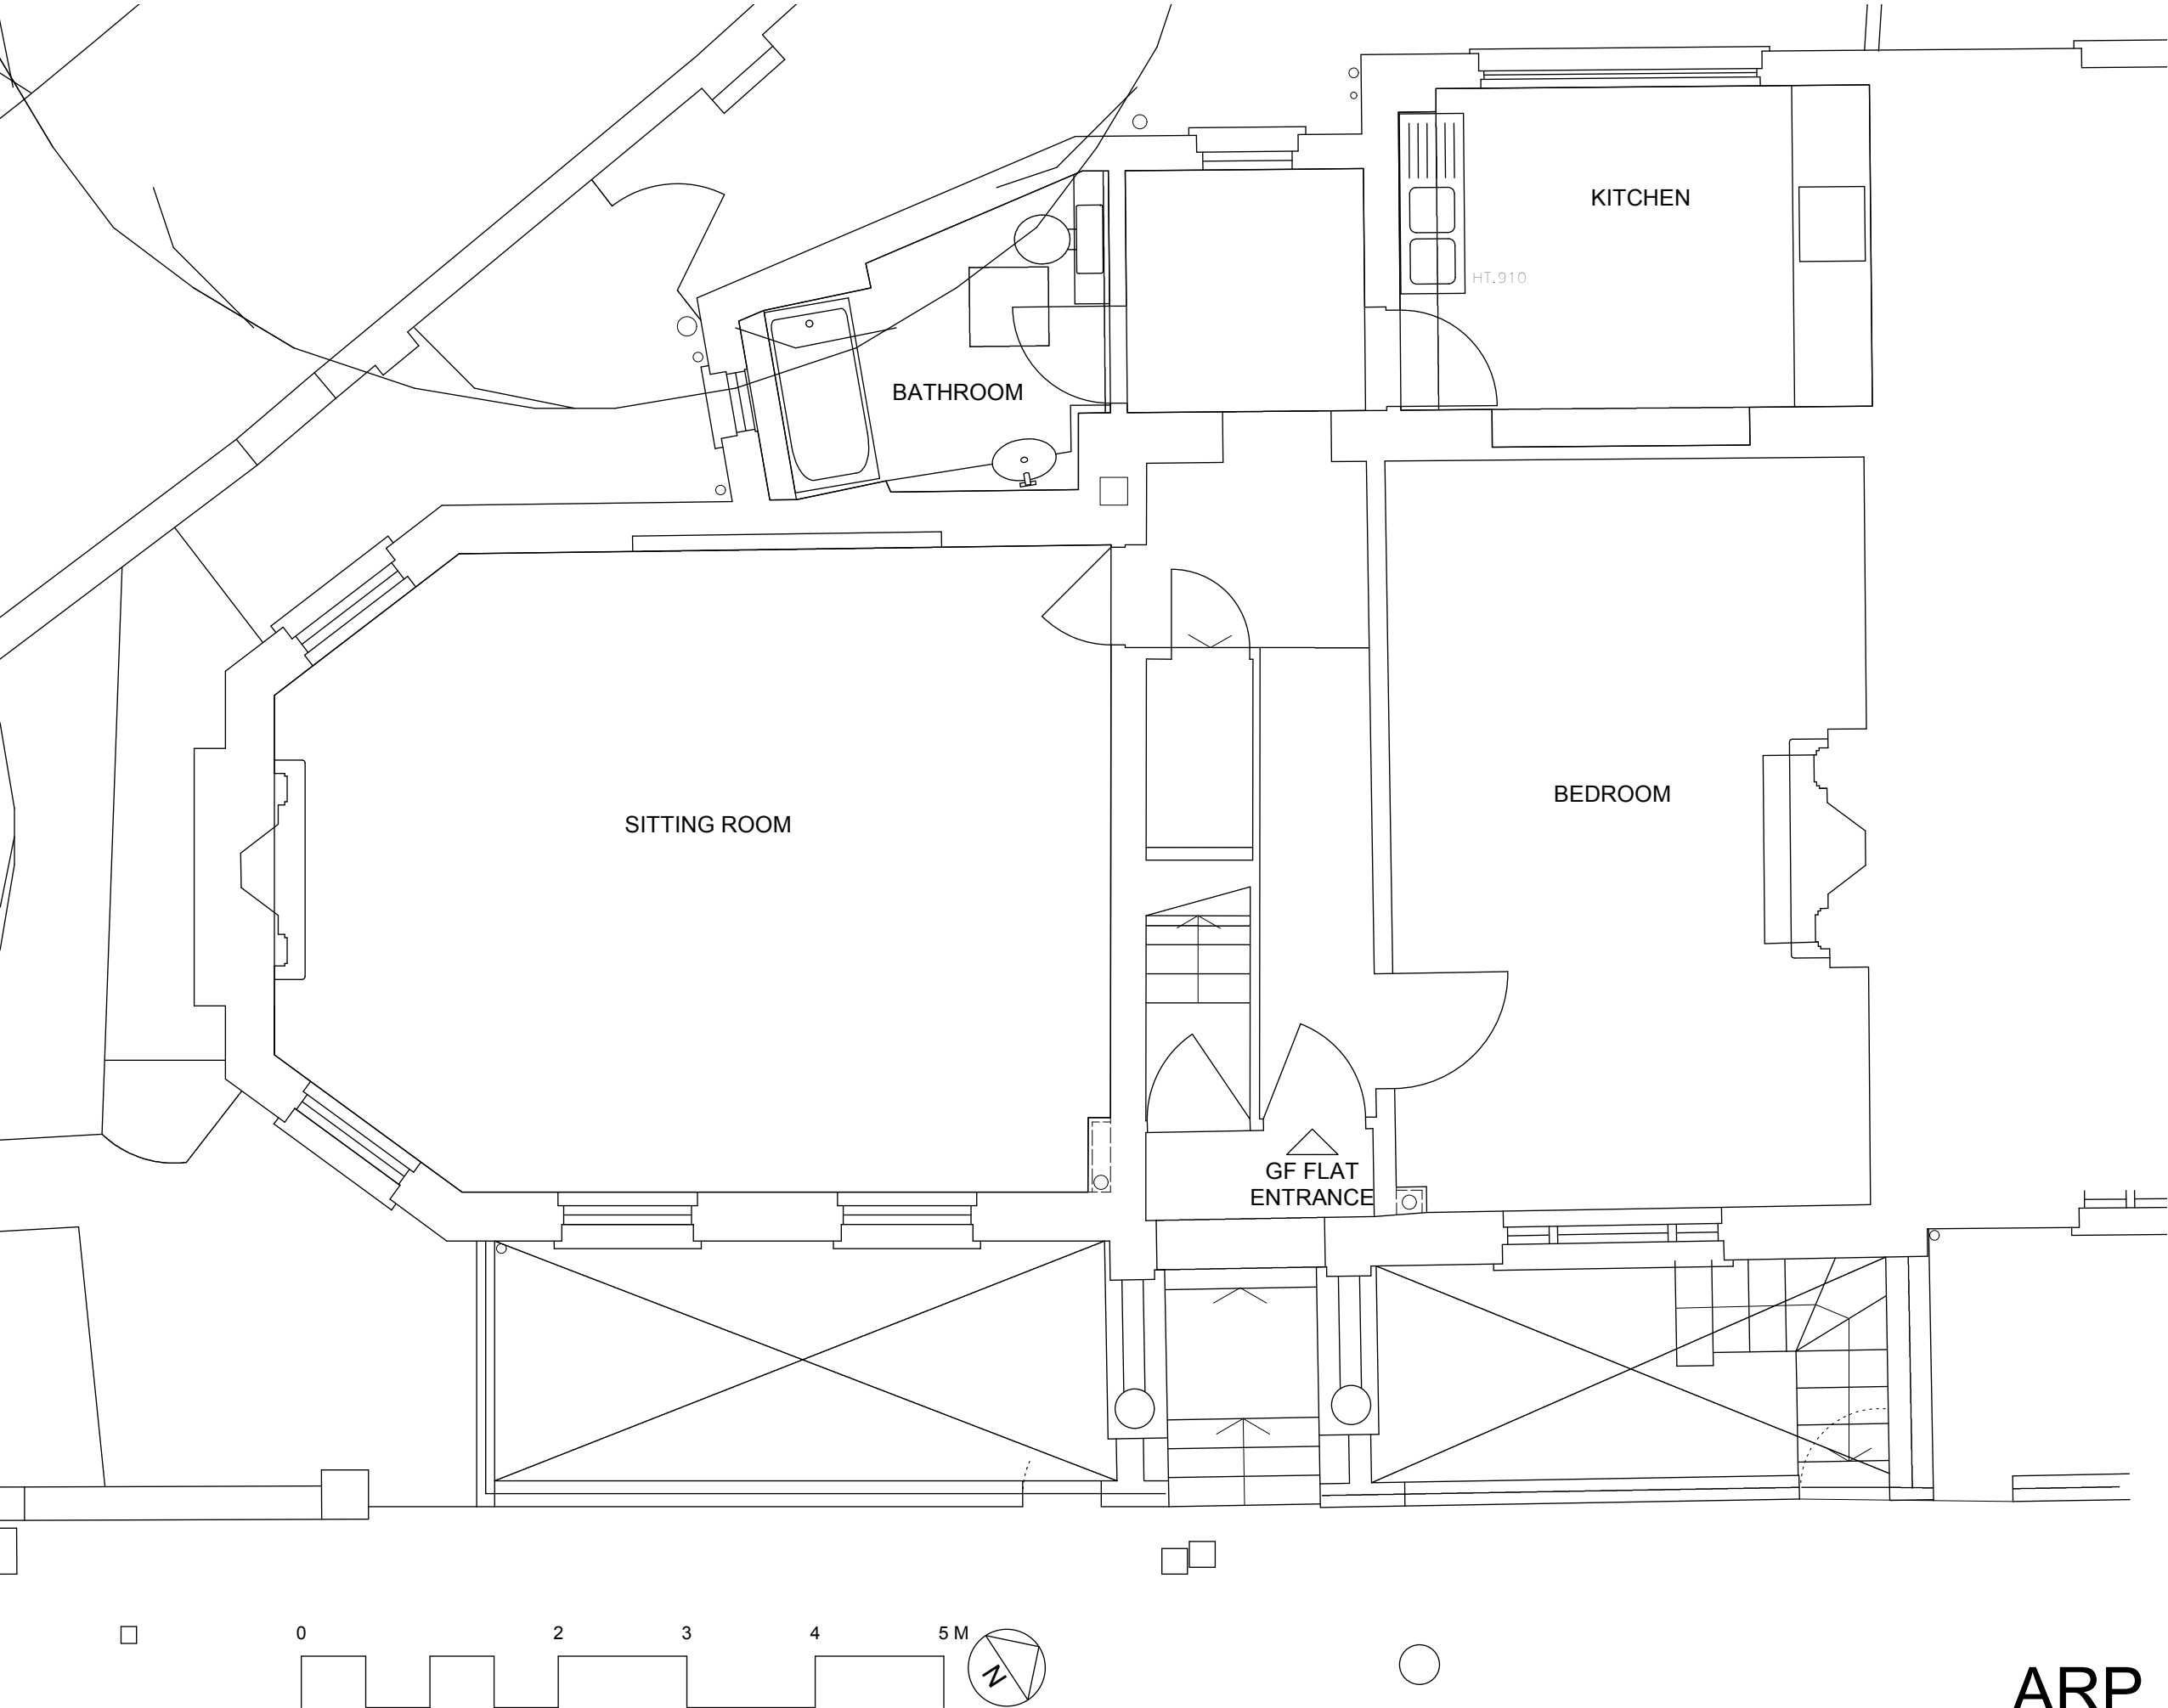 KITCHEN
HT.910
BATHROOM
BEDROOM
SITTING ROOM
GF FLAT
ENTRANCE
0 2 3 4 5 M
N
ARP